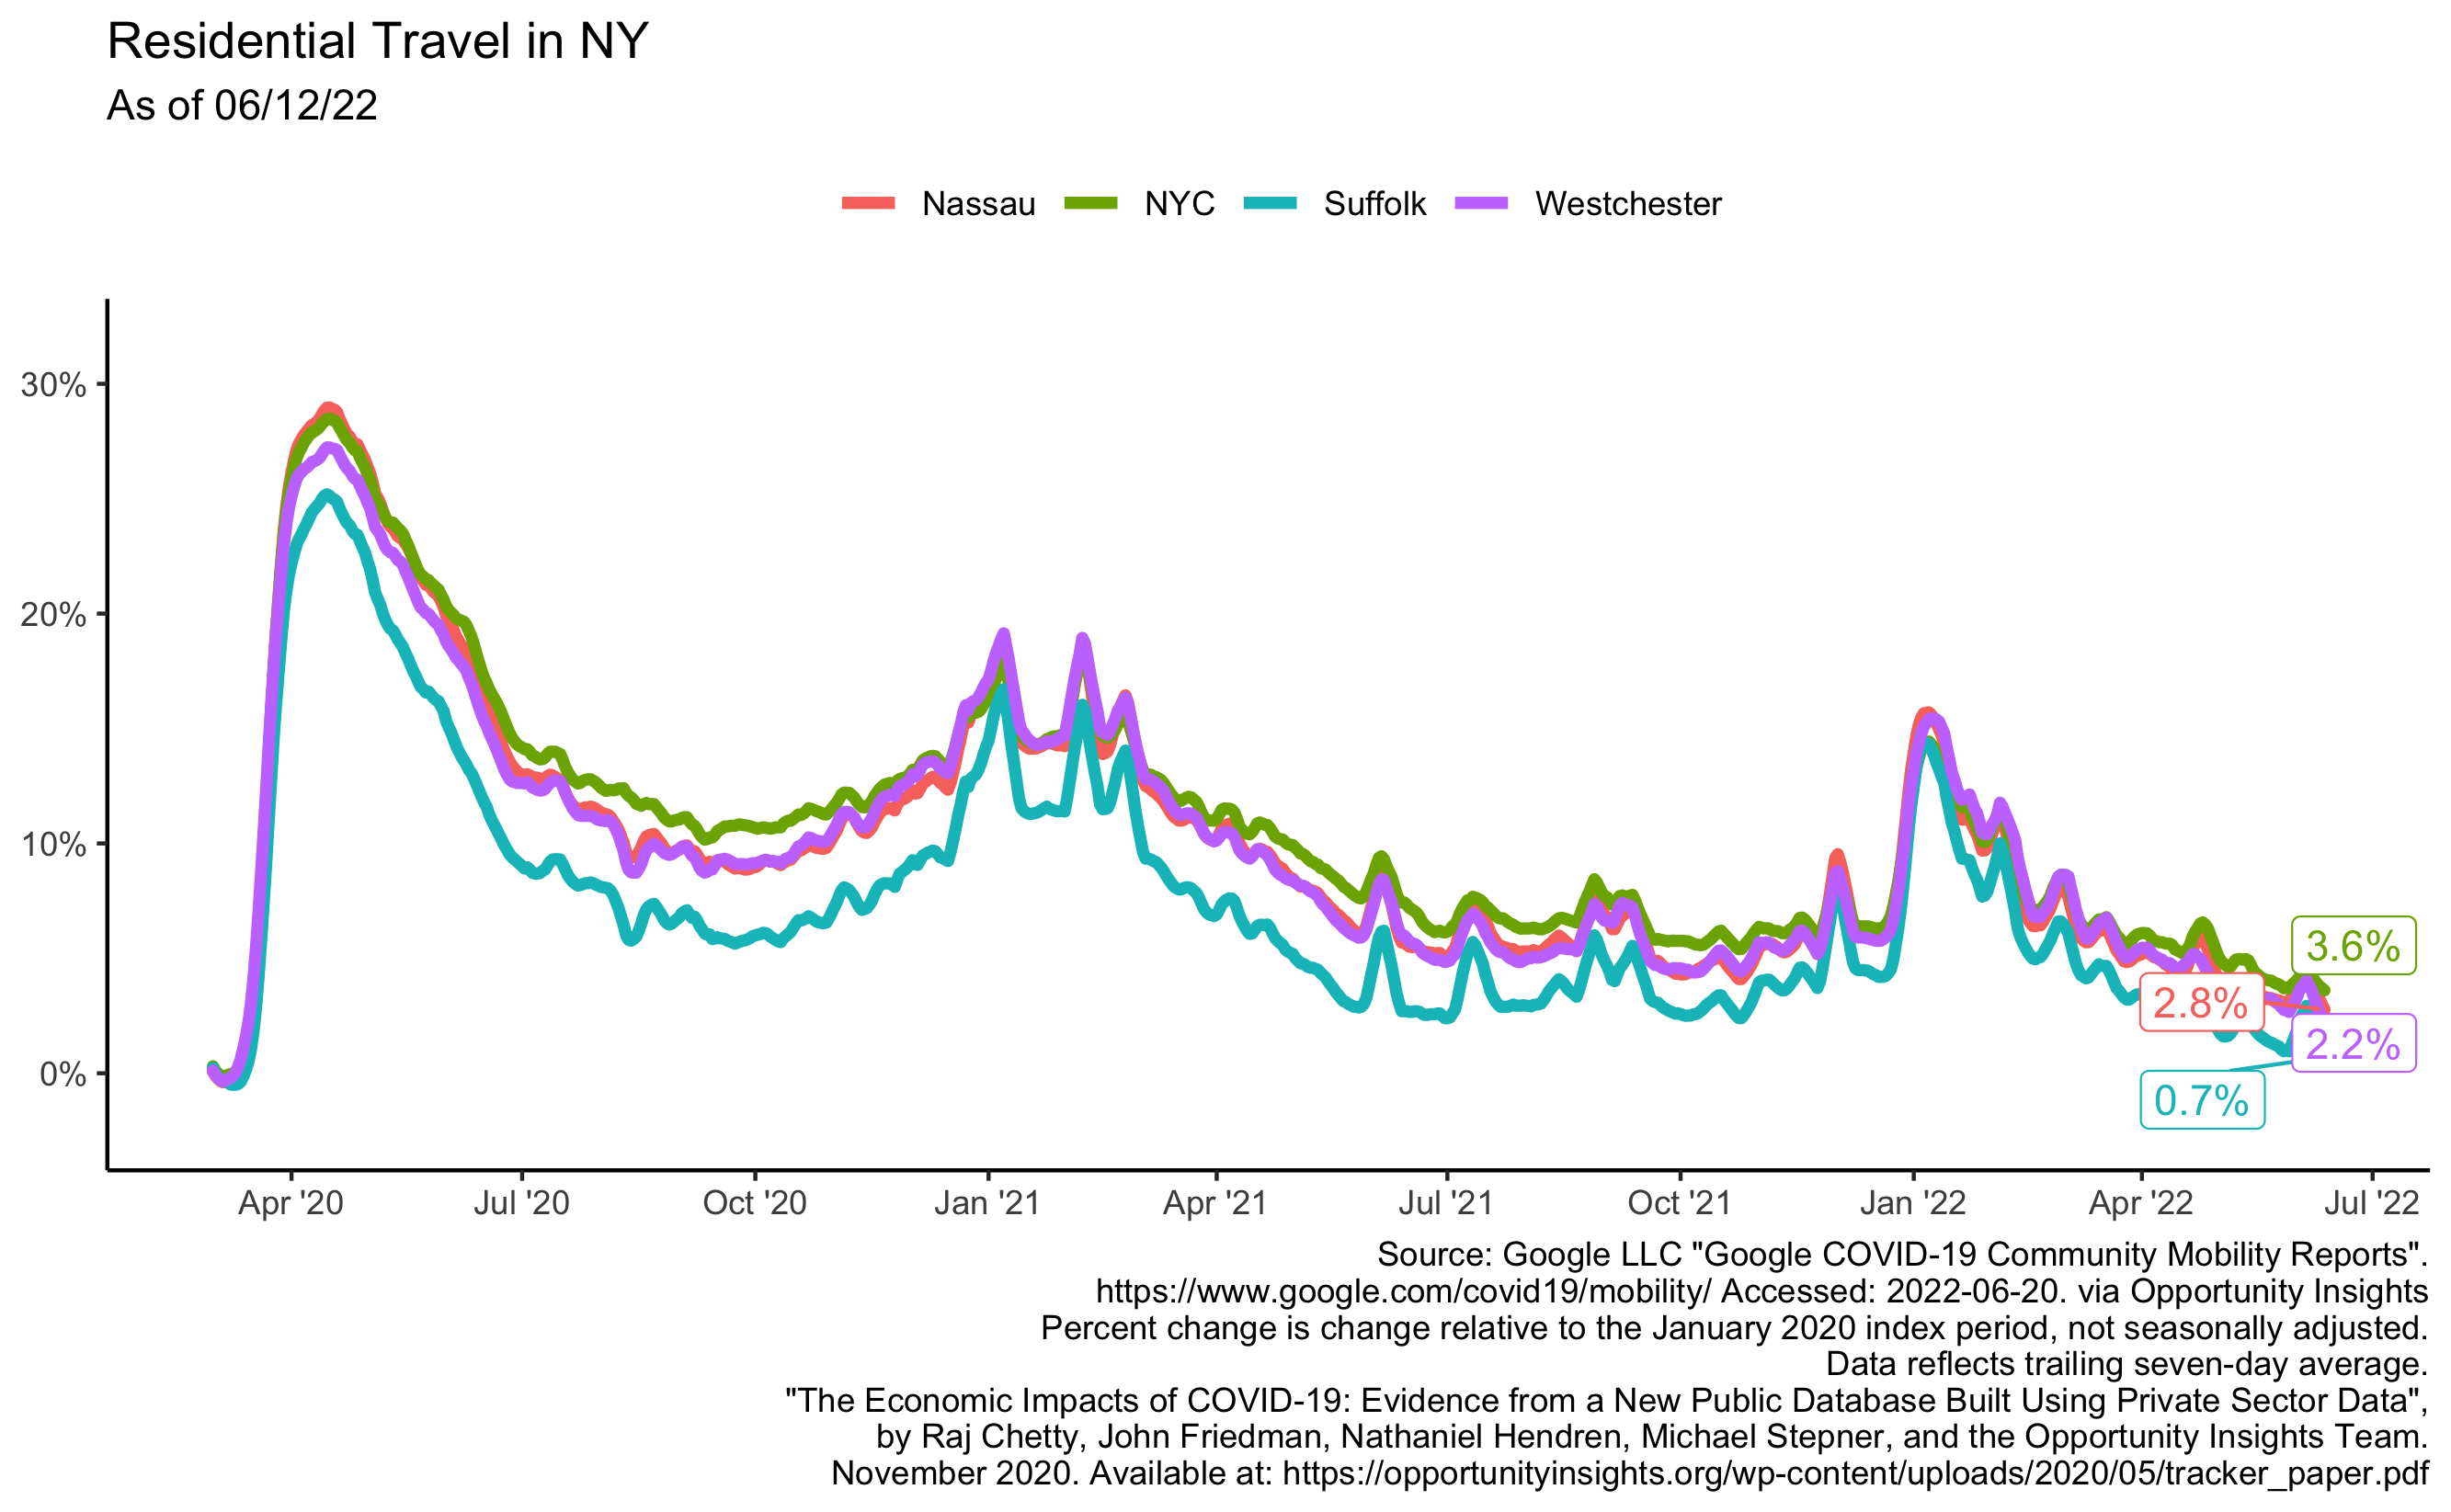 Residential Travel in NY
As of 06/12/22
Nassau NYC Suffolk Westchester
30%
20%
10%
0%
3.6%
2.8%
2.2%
0.7%
Apr '20 Jul '20 Oct '20 Jan '21 Apr '21 Jul '21 Oct '21 Jan '22 Apr '22 Jul '22
Source: Google LLC "Google COVID-19 Community Mobility Reports".
https://www.google.com/covid19/mobility/ Accessed: 2022-06-20. via Opportunity Insights
Percent change is change relative to the January 2020 index period, not seasonally adjusted.
Data reflects trailing seven-day average.
"The Economic Impacts of COVID-19: Evidence from a New Public Database Built Using Private Sector Data",
by Raj Chetty, John Friedman, Nathaniel Hendren, Michael Stepner, and the Opportunity Insights Team.
November 2020. Available at: https://opportunityinsights.org/wp-content/uploads/2020/05/tracker_paper.pdf